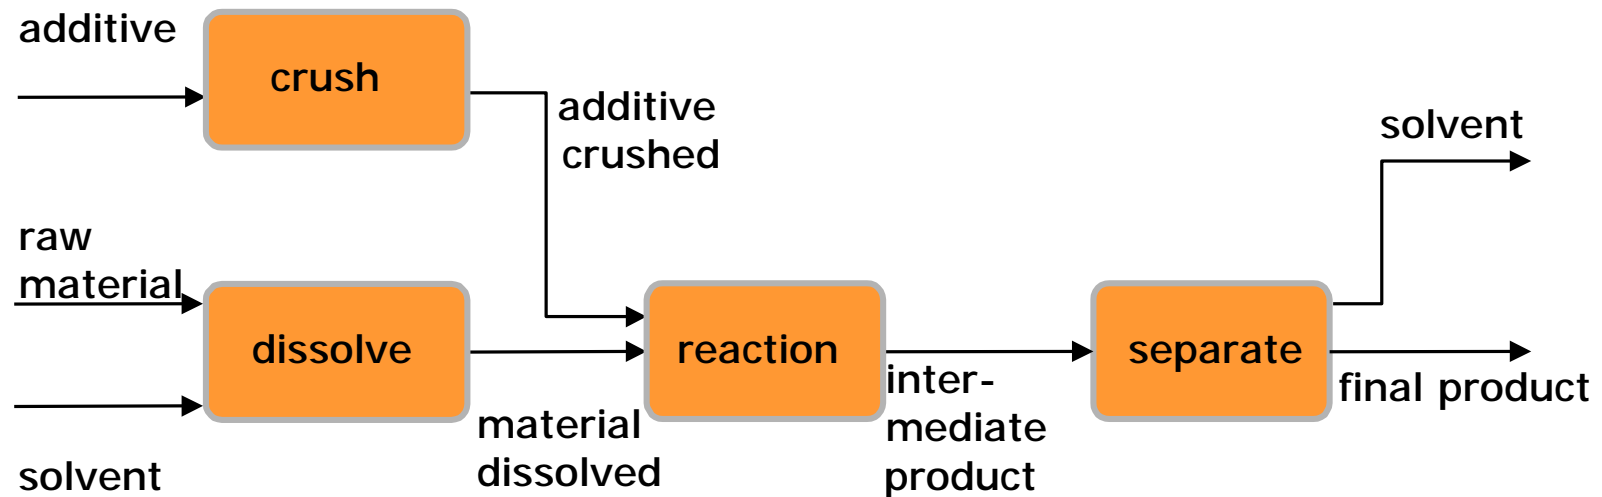 additive
crush
additive
crushed
solvent
raw
material
dissolve
reaction
separate
final product
inter-
mediate
product
material
dissolved
solvent